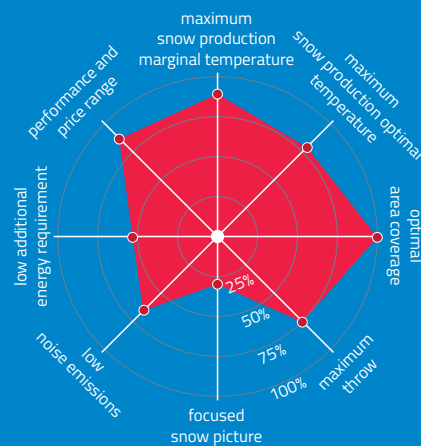 maximum
snow production
marginal temperature
maximum
snow production optimal
temperature
optimal
area coverage
maximum
throw
focused
snow picture
low
noise emissions
low additional
energy requirement
performance and
price range
25%
50%
75%
100%